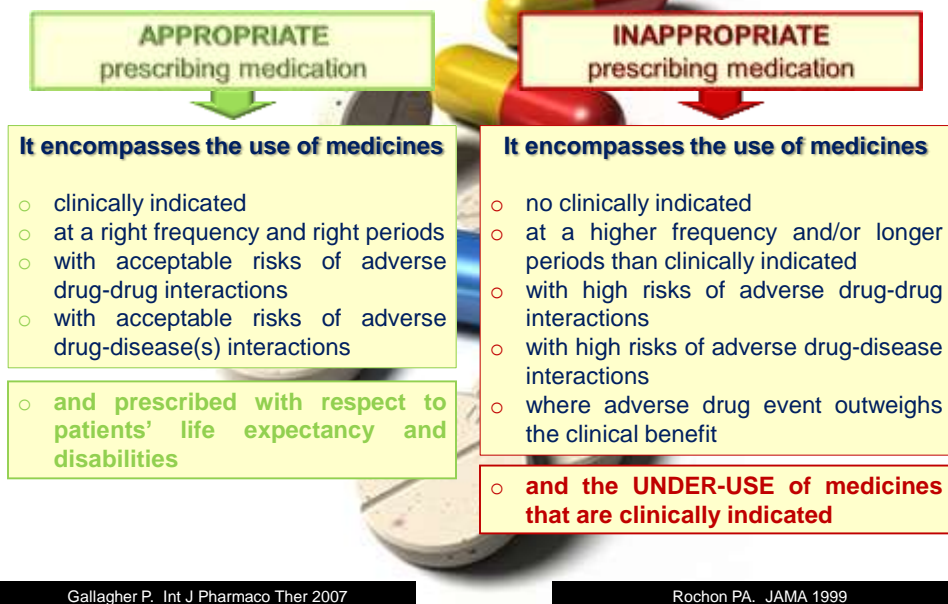 APPROPRIATE
prescribing medication
It encompasses the use of medicines
o clinically indicated
o at a right frequency and right periods
o with acceptable risks of adverse
drug-drug interactions
o with acceptable risks of adverse
drug-disease(s) interactions
o and prescribed with respect to
patients' life expectancy and
disabilities
Gallagher P. Int J Pharmaco Ther 2007
INAPPROPRIATE
prescribing medication
It encompasses the use of medicines
o no clinically indicated
o at a higher frequency and/or longer
periods than clinically indicated
o with high risks of adverse drug-drug
interactions
o with high risks of adverse drug-disease
interactions
o where adverse drug event outweighs
the clinical benefit
o and the UNDER-USE of medicines
that are clinically indicated
Rochon PA. JAMA 1999